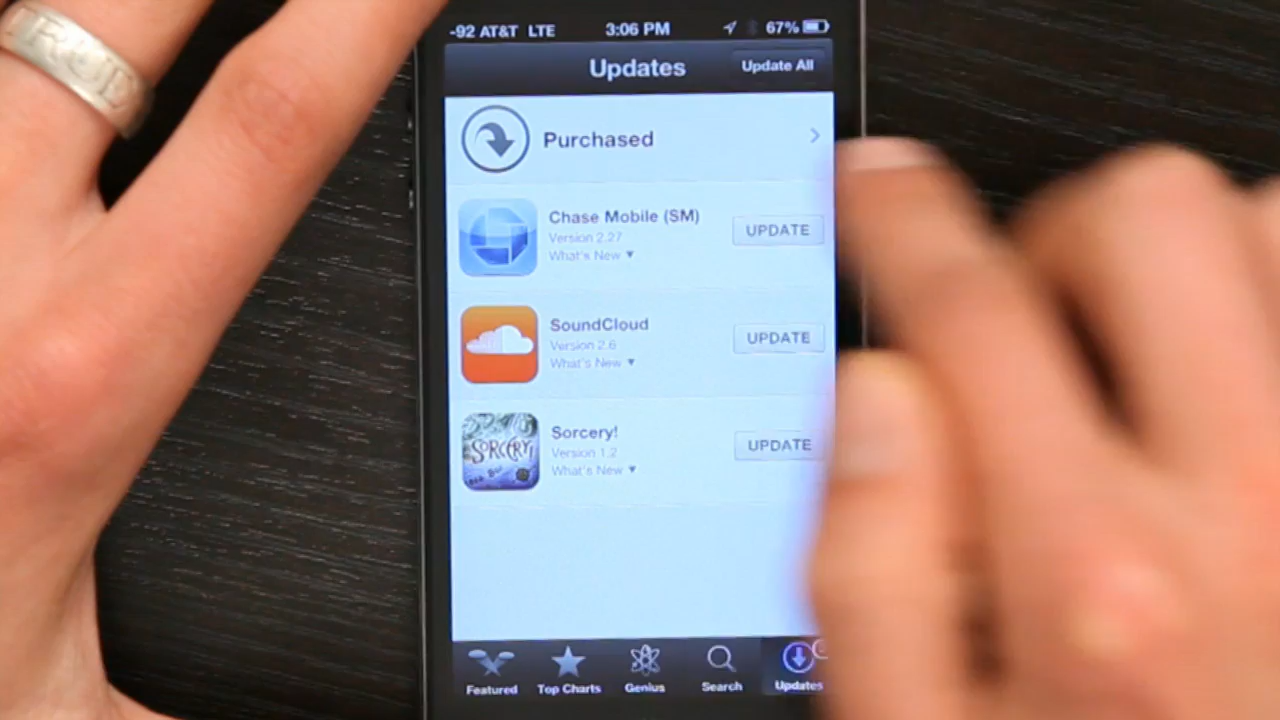 -92 AT&T LTE 3:06 PM 67%
Updates Update All
Purchased
Chase Mobile (SM)
Version 2.27
What's New ▼
UPDATE
SoundCloud
Version 2.6
What's New ▼
UPDATE
SORCERY!
Sorcery!
Version 1.2
What's New ▼
UPDATE
Featured Top Charts Genius Search Updates